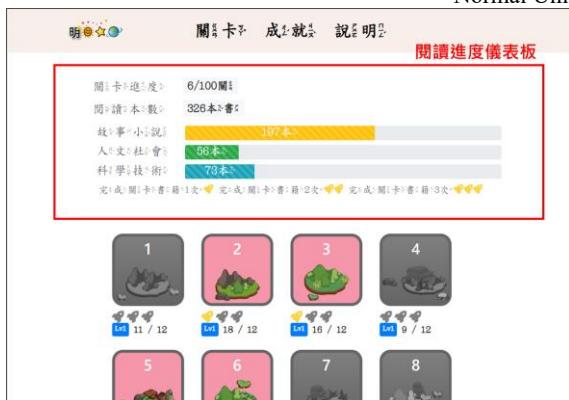 Normal Uni
明
關卡 成就 說明
閱讀進度儀表板
關卡進度 6/100關
閱讀本數 326本書
故事小說 197本
人文社會 56本
科學技術 73本
完成關卡書籍1次 完成關卡書籍2次 完成關卡書籍3次
1 2 3 4
Lv1 11 / 12 Lv1 18 / 12 Lv1 16 / 12 Lv1 9 / 12
5 6 7 8